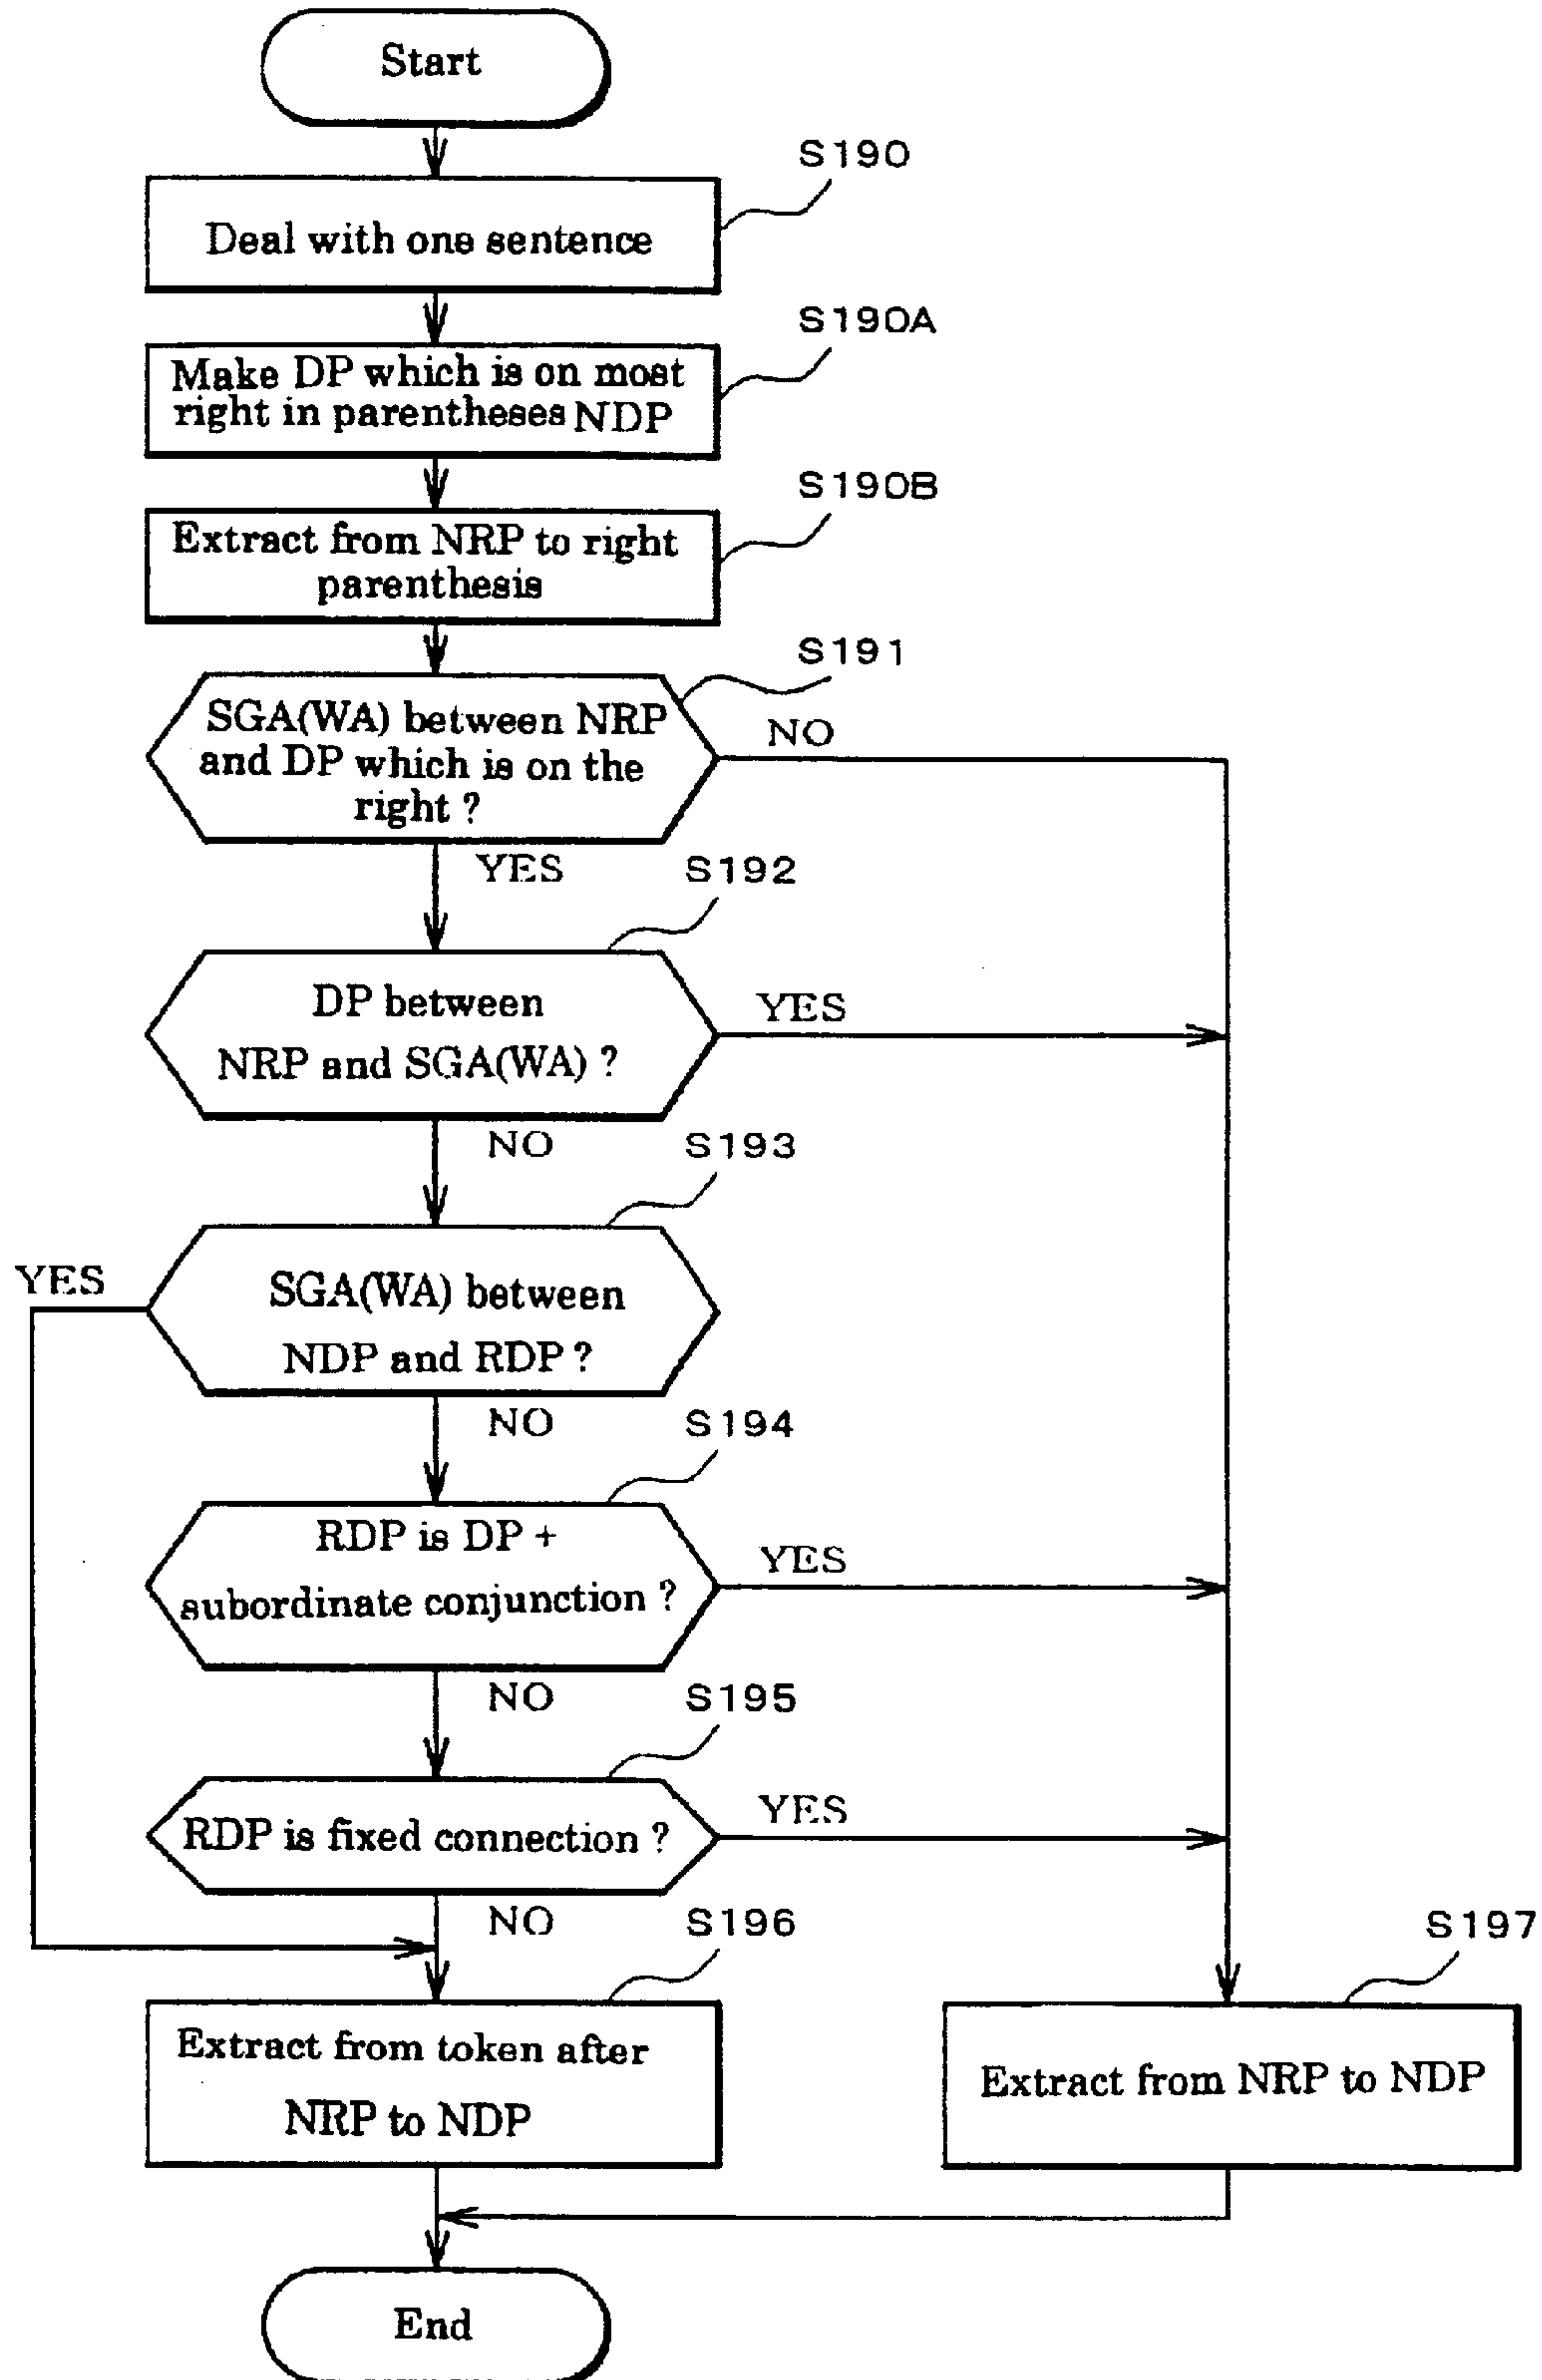 Start
S190
Deal with one sentence
S190A
Make DP which is on most
right in parentheses NDP
S190B
Extract from NRP to right
parenthesis
S191
SGA(WA) between NRP
and DP which is on the
right ?
NO
YES
S192
DP between
NRP and SGA(WA) ?
YES
NO
S193
YES
SGA(WA) between
NDP and RDP ?
NO
S194
RDP is DP +
subordinate conjunction ?
YES
NO
S195
RDP is fixed connection ?
YES
NO
S196
S197
Extract from token after
NRP to NDP
Extract from NRP to NDP
End